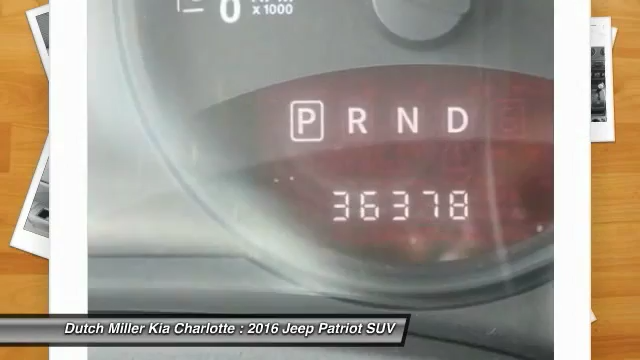 0
x 1000
P R N D
36378
Dutch Miller Kia Charlotte : 2016 Jeep Patriot SUV